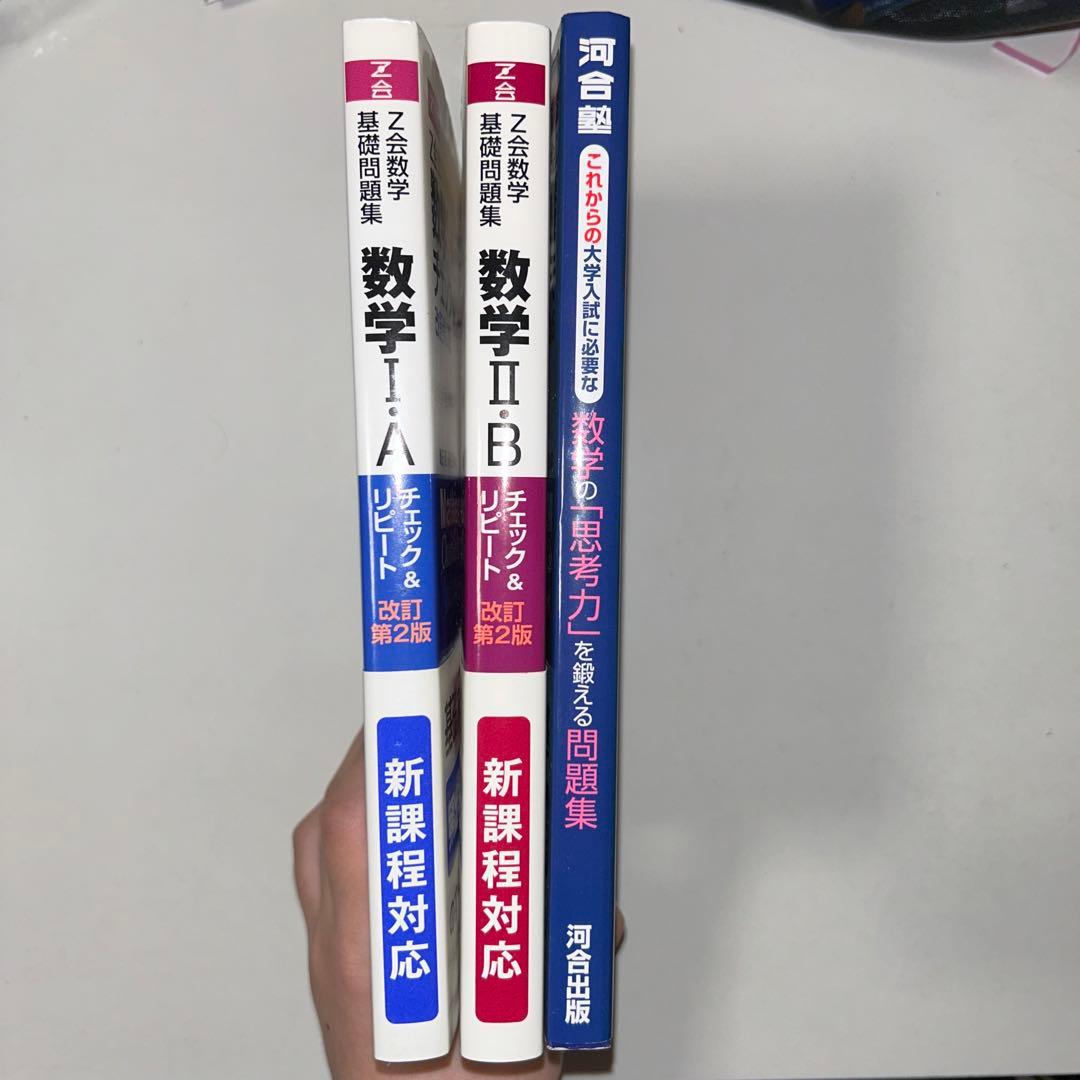 Z会
Z会数学
基礎問題集
数学Ⅰ・A
チェック&
リピート
改訂
第2版
新課程対応
Z会
Z会数学
基礎問題集
数学Ⅱ・B
チェック&
リピート
改訂
第2版
新課程対応
河合塾
これからの大学入試に必要な
数学の「思考力」を鍛える問題集
河合出版